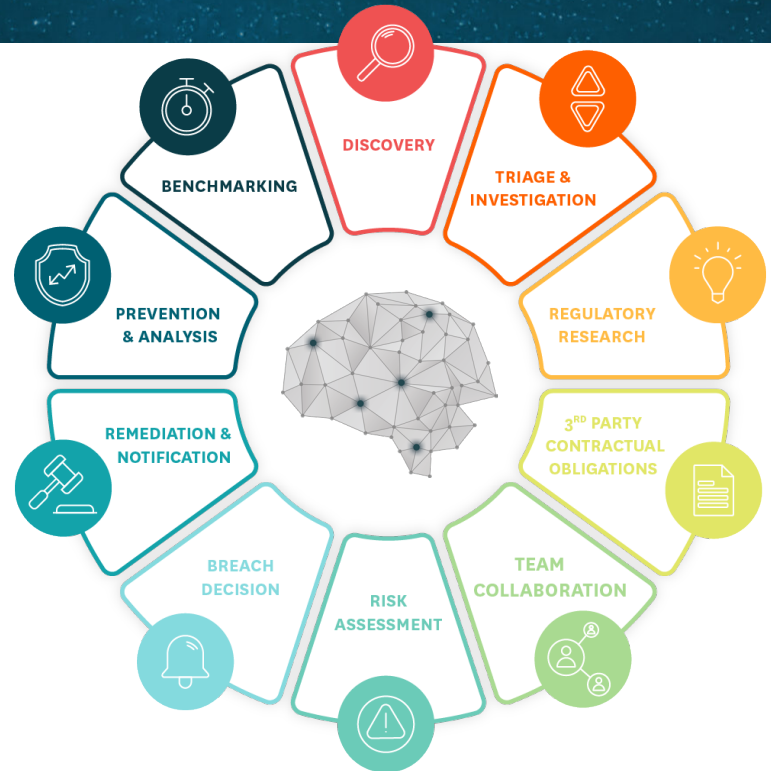 DISCOVERY
TRIAGE &
INVESTIGATION
REGULATORY
RESEARCH
3RD PARTY
CONTRACTUAL
OBLIGATIONS
TEAM
COLLABORATION
RISK
ASSESSMENT
BREACH
DECISION
REMEDIATION &
NOTIFICATION
PREVENTION
& ANALYSIS
BENCHMARKING